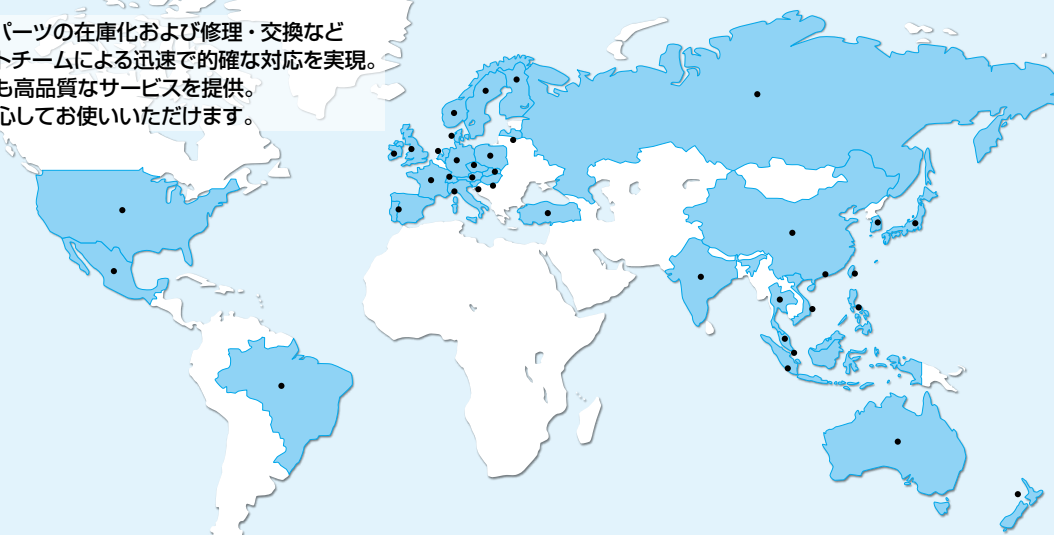 パーツの在庫化および修理・交換など
トチームによる迅速で的確な対応を実現。
も高品質なサービスを提供。
心してお使いいただけます。